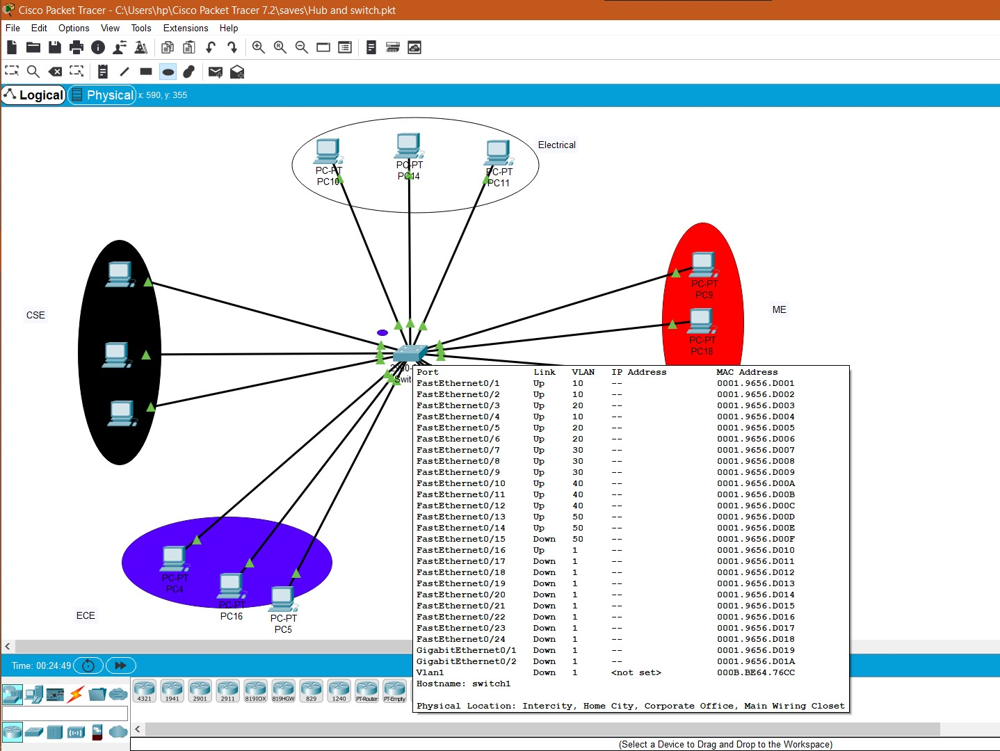 Cisco Packet Tracer - C:\Users\hp\Cisco Packet Tracer 7.2\saves\Hub and switch.pkt
File Edit Options View Tools Extensions Help
Logical Physical x: 590, y: 355
Electrical
PC-PT
PC10
PC-PT
PC14
PC-PT
PC11
CSE
PC-PT
PC9
ME
PC-PT
PC18
PC-PT
PC4
PC-PT
PC16
PC-PT
PC5
ECE
Port Link VLAN IP Address MAC Address
FastEthernet0/1 Up 10 -- 0001.9656.D001
FastEthernet0/2 Up 10 -- 0001.9656.D002
FastEthernet0/3 Up 20 -- 0001.9656.D003
FastEthernet0/4 Up 10 -- 0001.9656.D004
FastEthernet0/5 Up 20 -- 0001.9656.D005
FastEthernet0/6 Up 20 -- 0001.9656.D006
FastEthernet0/7 Up 30 -- 0001.9656.D007
FastEthernet0/8 Up 30 -- 0001.9656.D008
FastEthernet0/9 Up 30 -- 0001.9656.D009
FastEthernet0/10 Up 40 -- 0001.9656.D00A
FastEthernet0/11 Up 40 -- 0001.9656.D00B
FastEthernet0/12 Up 40 -- 0001.9656.D00C
FastEthernet0/13 Up 50 -- 0001.9656.D00D
FastEthernet0/14 Up 50 -- 0001.9656.D00E
FastEthernet0/15 Down 50 -- 0001.9656.D00F
FastEthernet0/16 Up 1 -- 0001.9656.D010
FastEthernet0/17 Down 1 -- 0001.9656.D011
FastEthernet0/18 Down 1 -- 0001.9656.D012
FastEthernet0/19 Down 1 -- 0001.9656.D013
FastEthernet0/20 Down 1 -- 0001.9656.D014
FastEthernet0/21 Down 1 -- 0001.9656.D015
FastEthernet0/22 Down 1 -- 0001.9656.D016
FastEthernet0/23 Down 1 -- 0001.9656.D017
FastEthernet0/24 Down 1 -- 0001.9656.D018
GigabitEthernet0/1 Down 1 -- 0001.9656.D019
GigabitEthernet0/2 Down 1 -- 0001.9656.D01A
Vlan1 Down 1 <not set> 000B.BE64.76CC
Hostname: switch1
Physical Location: Intercity, Home City, Corporate Office, Main Wiring Closet
Time: 00:24:49
4321 1941 2901 2911 819IOX 819HGW 829 1240 PT-Router PT-Empty
(Select a Device to Drag and Drop to the Workspace)